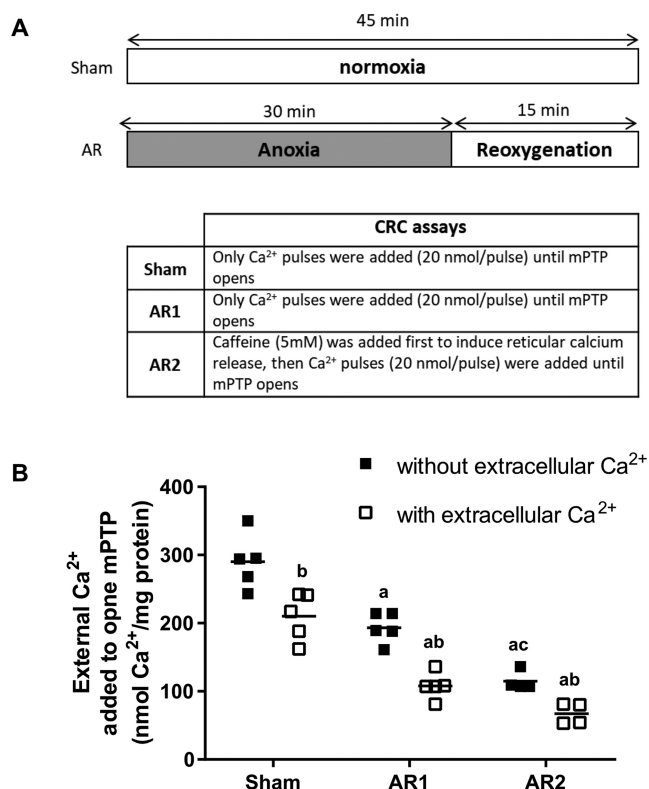 A
45 min
Sham
normoxia
30 min
15 min
AR
Anoxia
Reoxygenation
CRC assays
Sham
Only Ca²⁺ pulses were added (20 nmol/pulse) until mPTP
opens
AR1
Only Ca²⁺ pulses were added (20 nmol/pulse) until mPTP
opens
AR2
Caffeine (5mM) was added first to induce reticular calcium
release, then Ca²⁺ pulses (20 nmol/pulse) were added until
mPTP opens
B
without extracellular Ca²⁺
with extracellular Ca²⁺
External Ca²⁺
added to opne mPTP
(nmol Ca²⁺/mg protein)
400
300
200
100
0
b
a
ab
ac
ab
Sham
AR1
AR2